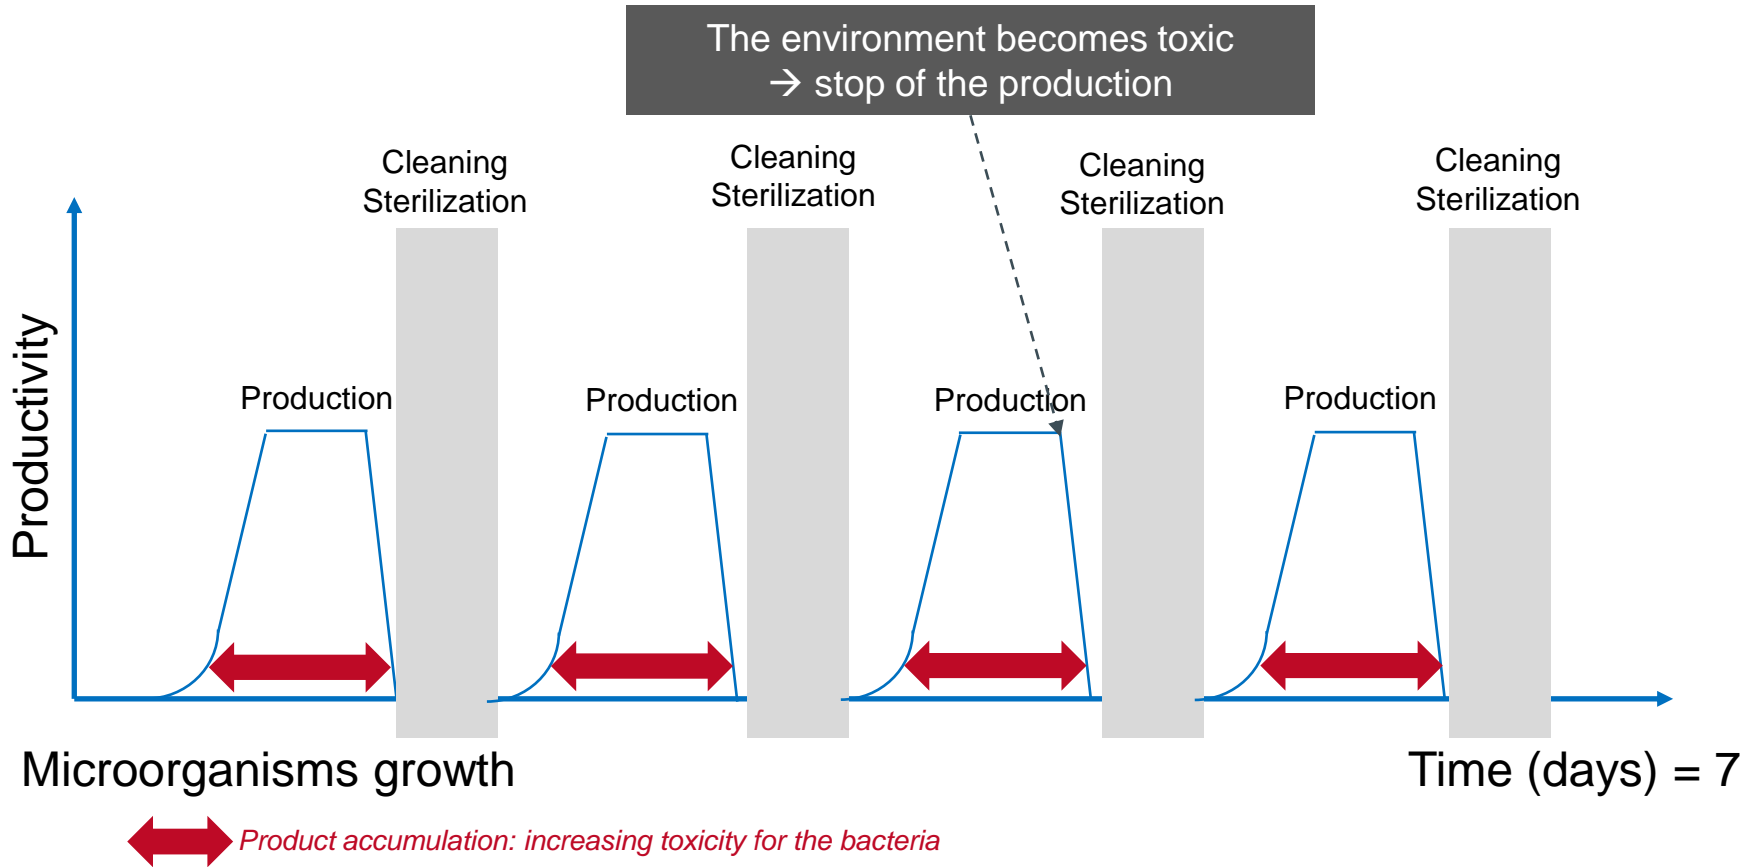 The environment becomes toxic
→ stop of the production
Cleaning
Sterilization
Cleaning
Sterilization
Cleaning
Sterilization
Cleaning
Sterilization
Productivity
Production
Production
Production
Production
Microorganisms growth
Time (days) = 7
Product accumulation: increasing toxicity for the bacteria